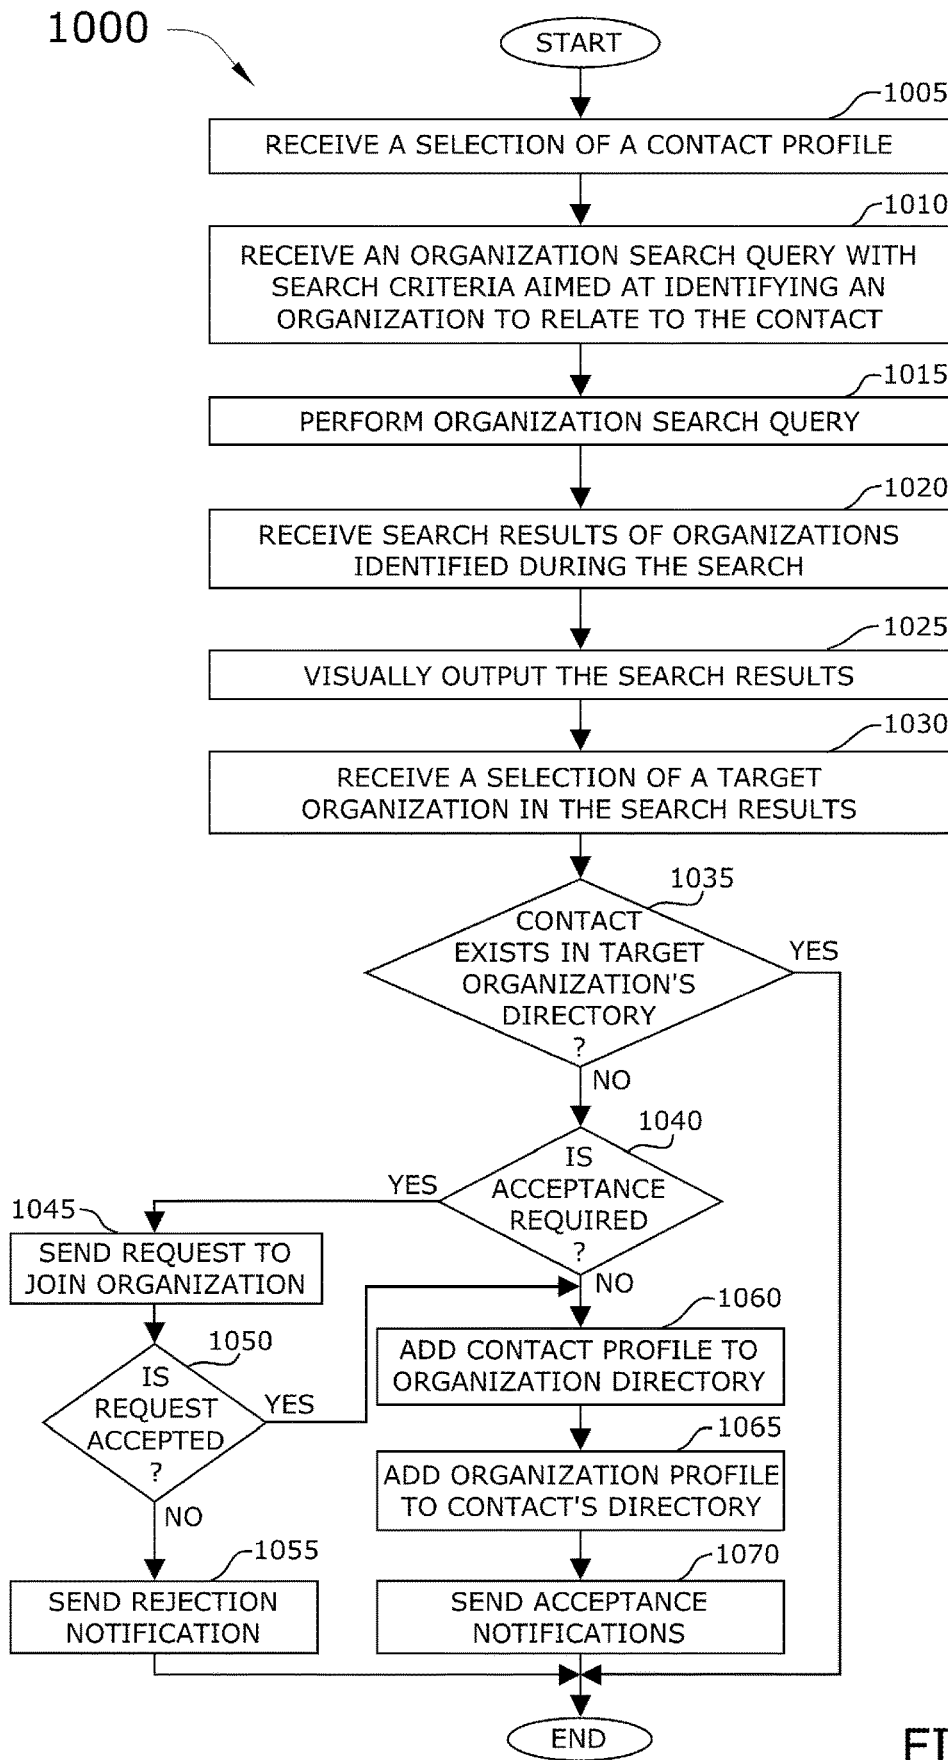 1000
START
1005
RECEIVE A SELECTION OF A CONTACT PROFILE
1010
RECEIVE AN ORGANIZATION SEARCH QUERY WITH
SEARCH CRITERIA AIMED AT IDENTIFYING AN
ORGANIZATION TO RELATE TO THE CONTACT
1015
PERFORM ORGANIZATION SEARCH QUERY
1020
RECEIVE SEARCH RESULTS OF ORGANIZATIONS
IDENTIFIED DURING THE SEARCH
1025
VISUALLY OUTPUT THE SEARCH RESULTS
1030
RECEIVE A SELECTION OF A TARGET
ORGANIZATION IN THE SEARCH RESULTS
1035
CONTACT
EXISTS IN TARGET
ORGANIZATION'S
DIRECTORY
?
YES
NO
1040
IS
ACCEPTANCE
REQUIRED
?
YES
NO
1045
SEND REQUEST TO
JOIN ORGANIZATION
1050
IS
REQUEST
ACCEPTED
?
YES
NO
1055
SEND REJECTION
NOTIFICATION
1060
ADD CONTACT PROFILE TO
ORGANIZATION DIRECTORY
1065
ADD ORGANIZATION PROFILE
TO CONTACT'S DIRECTORY
1070
SEND ACCEPTANCE
NOTIFICATIONS
END